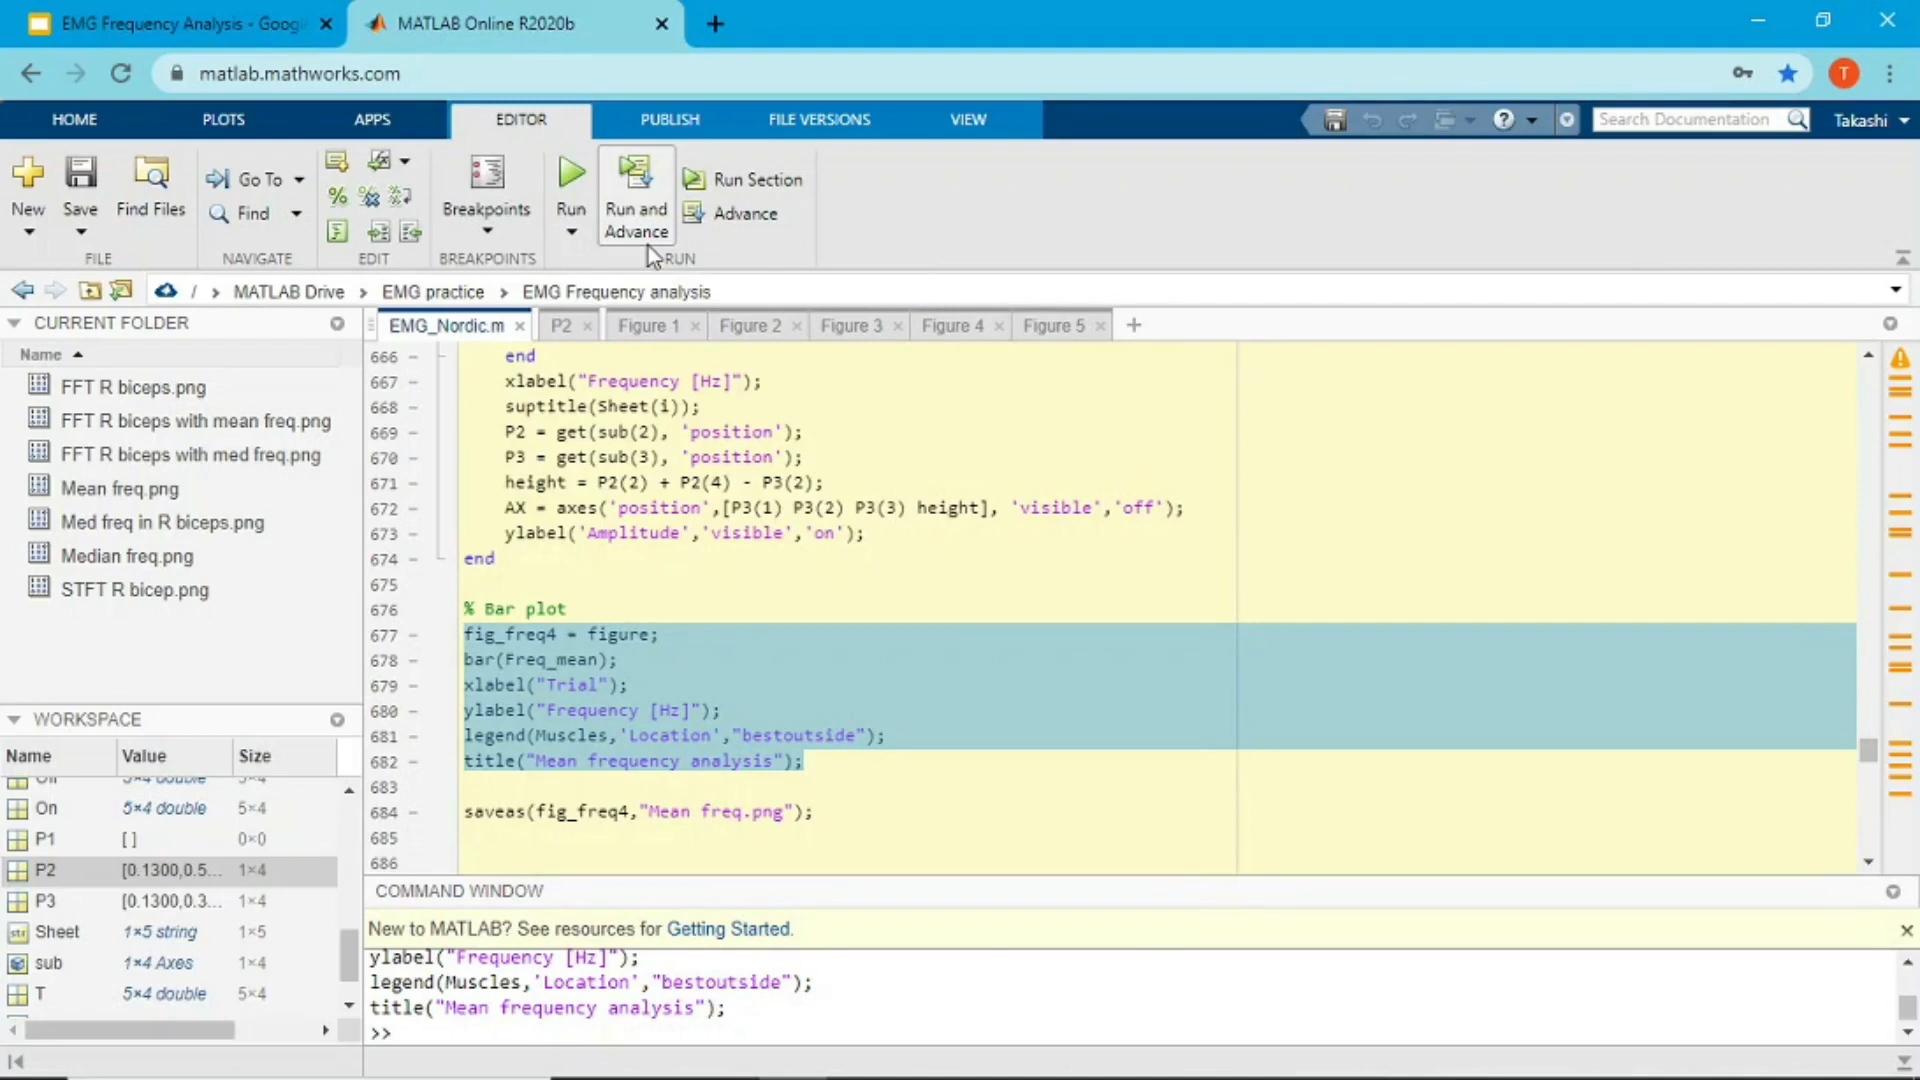 EMG Frequency Analysis - Googl
MATLAB Online R2020b
matlab.mathworks.com
T
HOME
PLOTS
APPS
EDITOR
PUBLISH
FILE VERSIONS
VIEW
Search Documentation
Takashi
New
Save
Find Files
Go To
Find
Breakpoints
Run
Run and
Advance
Run Section
Advance
FILE
NAVIGATE
EDIT
BREAKPOINTS
RUN
/ > MATLAB Drive > EMG practice > EMG Frequency analysis
CURRENT FOLDER
Name
FFT R biceps.png
FFT R biceps with mean freq.png
FFT R biceps with med freq.png
Mean freq.png
Med freq in R biceps.png
Median freq.png
STFT R bicep.png
WORKSPACE
Name Value Size
5×4 double 5×4
On 5×4 double 5×4
P1 [ ] 0×0
P2 [0.1300,0.5... 1×4
P3 [0.1300,0.3... 1×4
Sheet 1×5 string 1×5
sub 1×4 Axes 1×4
T 5×4 double 5×4
EMG_Nordic.m × P2 × Figure 1 × Figure 2 × Figure 3 × Figure 4 × Figure 5 × +
666 – end
667 – xlabel("Frequency [Hz]");
668 – suptitle(Sheet(i));
669 – P2 = get(sub(2), 'position');
670 – P3 = get(sub(3), 'position');
671 – height = P2(2) + P2(4) - P3(2);
672 – AX = axes('position',[P3(1) P3(2) P3(3) height], 'visible','off');
673 – ylabel('Amplitude','visible','on');
674 – end
675
676 % Bar plot
677 – fig_freq4 = figure;
678 – bar(Freq_mean);
679 – xlabel("Trial");
680 – ylabel("Frequency [Hz]");
681 – legend(Muscles,'Location',"bestoutside");
682 – title("Mean frequency analysis");
683
684 – saveas(fig_freq4,"Mean freq.png");
685
686
COMMAND WINDOW
New to MATLAB? See resources for Getting Started.
ylabel("Frequency [Hz]");
legend(Muscles,'Location',"bestoutside");
title("Mean frequency analysis");
>>